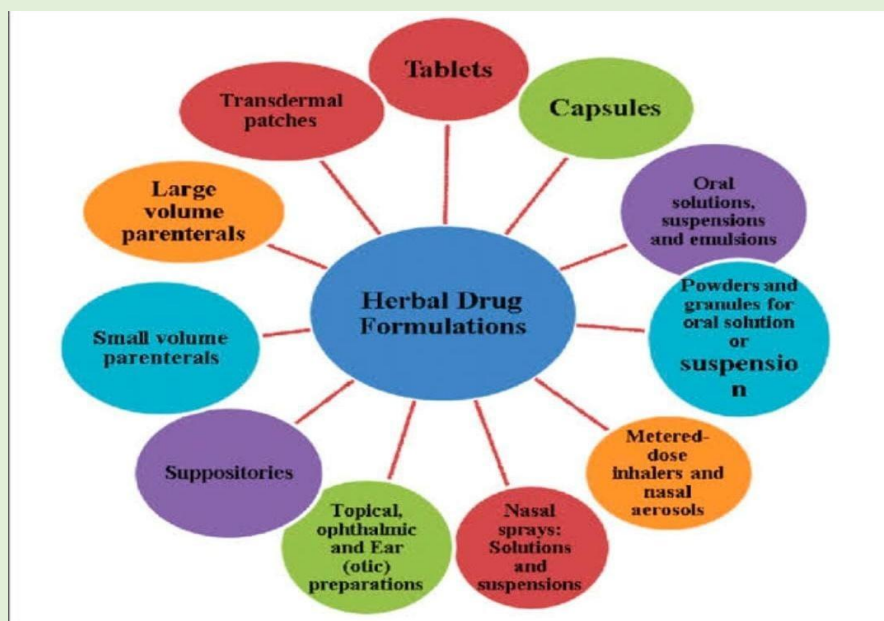 Tablets
Capsules
Oral
solutions,
suspensions
and emulsions
Powders and
granules for
oral solution
or
suspensio
n
Metered-
dose
inhalers and
nasal
aerosols
Nasal
sprays:
Solutions
and
suspensions
Topical,
ophthalmic
and Ear
(otic)
preparations
Suppositories
Small volume
parenterals
Large
volume
parenterals
Transdermal
patches
Herbal Drug
Formulations